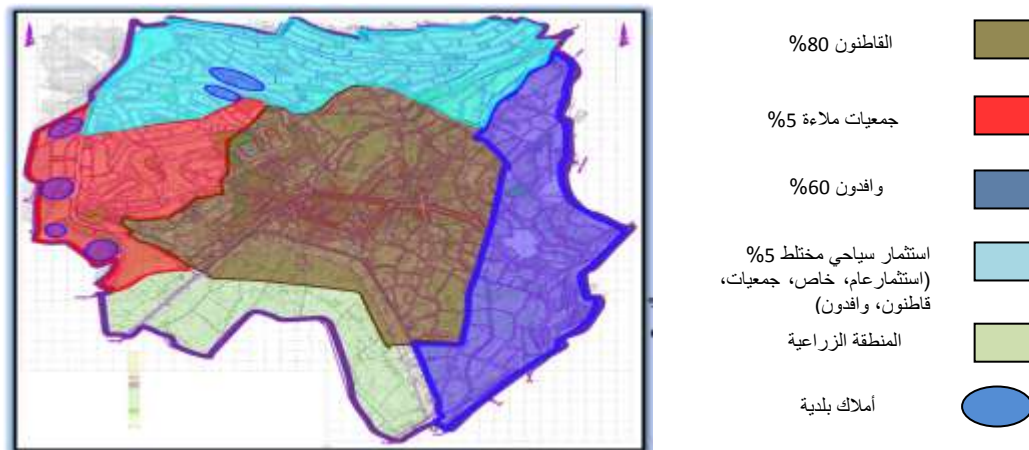 القاطنون 80%
جمعيات ملاءة 5%
وافدون 60%
استثمار سياحي مختلط 5%
(استثمارعام، خاص، جمعيات،
قاطنون، وافدون)
المنطقة الزراعية
أملاك بلدية